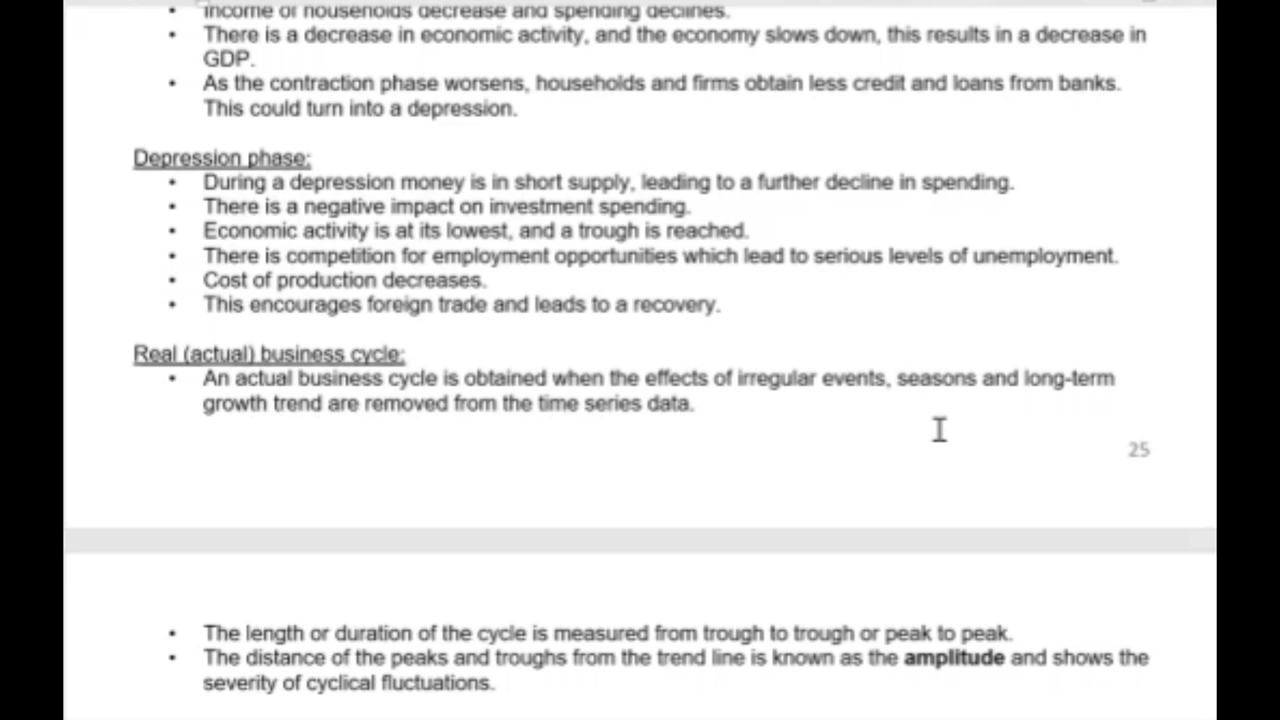 Income of households decrease and spending declines.
• There is a decrease in economic activity, and the economy slows down, this results in a decrease in
GDP.
• As the contraction phase worsens, households and firms obtain less credit and loans from banks.
This could turn into a depression.
Depression phase:
• During a depression money is in short supply, leading to a further decline in spending.
• There is a negative impact on investment spending.
• Economic activity is at its lowest, and a trough is reached.
• There is competition for employment opportunities which lead to serious levels of unemployment.
• Cost of production decreases.
• This encourages foreign trade and leads to a recovery.
Real (actual) business cycle:
• An actual business cycle is obtained when the effects of irregular events, seasons and long-term
growth trend are removed from the time series data.
25
• The length or duration of the cycle is measured from trough to trough or peak to peak.
• The distance of the peaks and troughs from the trend line is known as the amplitude and shows the
severity of cyclical fluctuations.